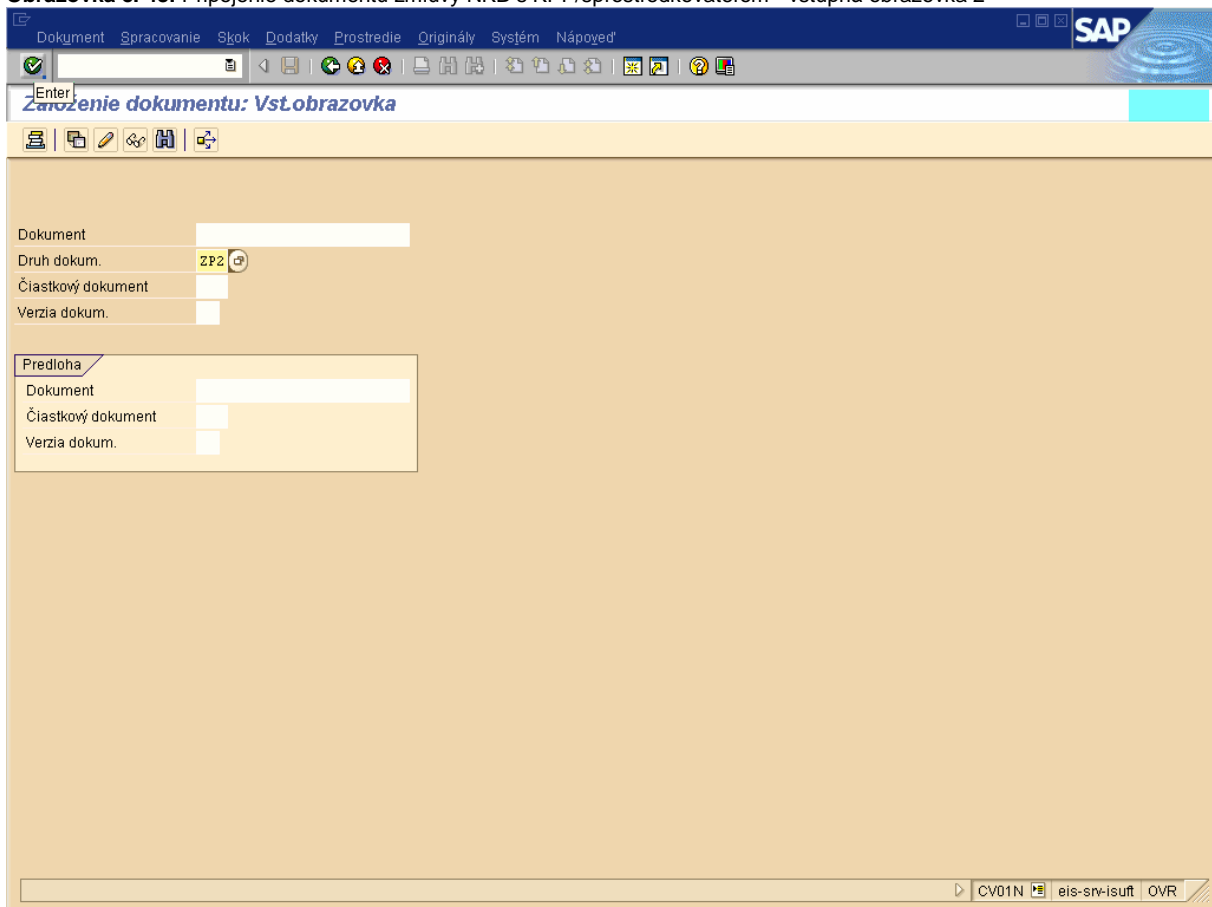 Dokument Spracovanie Skok Dodatky Prostredie Originály Systém Nápoveď
SAP
Enter
Založenie dokumentu: Vst.obrazovka
Dokument
Druh dokum. ZP2
Čiastkový dokument
Verzia dokum.
Predloha
Dokument
Čiastkový dokument
Verzia dokum.
CV01N eis-srv-isuft OVR